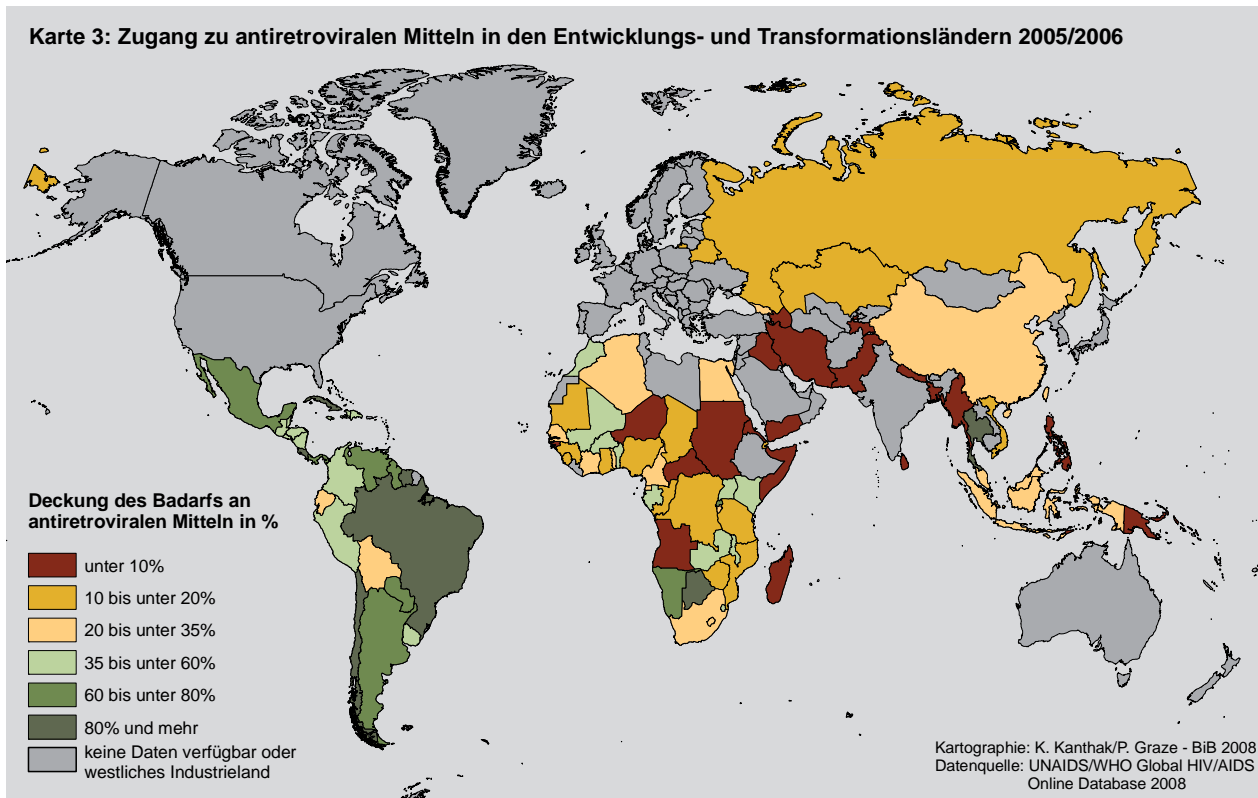 Karte 3: Zugang zu antiretroviralen Mitteln in den Entwicklungs- und Transformationsländern 2005/2006
Deckung des Badarfs an
antiretroviralen Mitteln in %
unter 10%
10 bis unter 20%
20 bis unter 35%
35 bis unter 60%
60 bis unter 80%
80% und mehr
keine Daten verfügbar oder
westliches Industrieland
Kartographie: K. Kanthak/P. Graze - BiB 2008
Datenquelle: UNAIDS/WHO Global HIV/AIDS
Online Database 2008